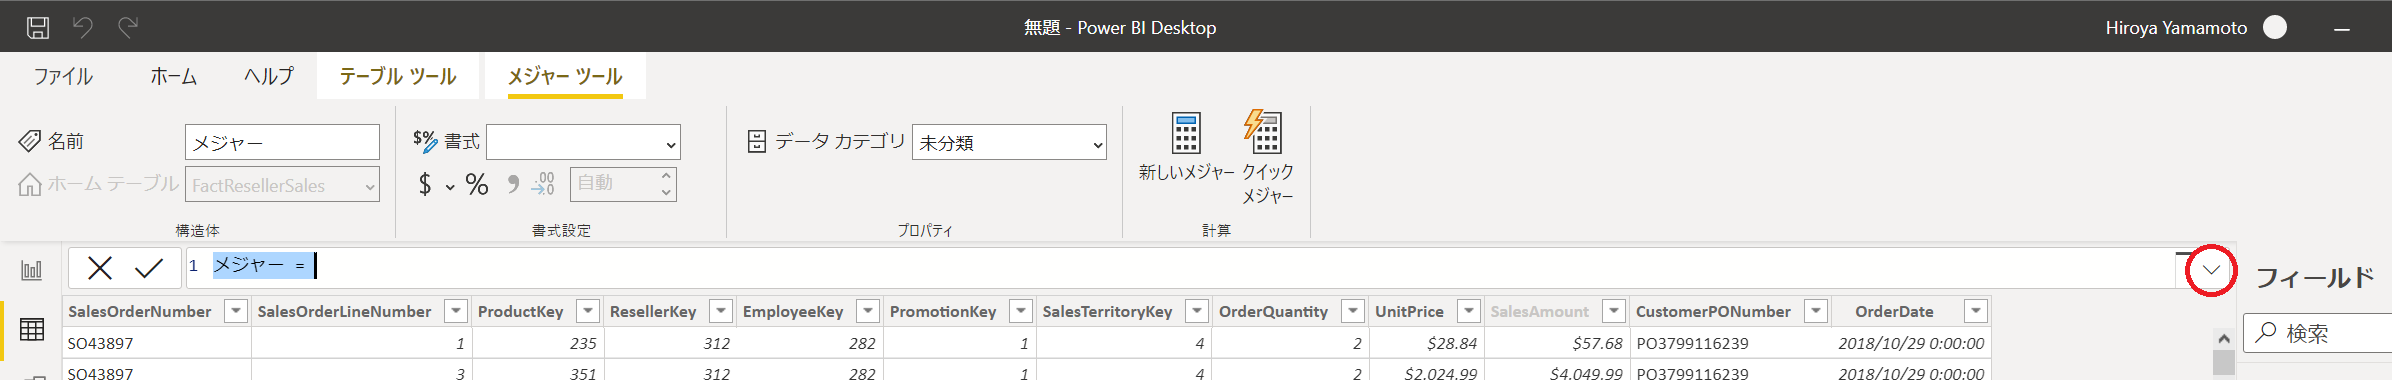 無題 - Power BI Desktop
Hiroya Yamamoto
ファイル ホーム ヘルプ テーブル ツール メジャー ツール
名前 メジャー
ホーム テーブル FactResellerSales
構造体
$% 書式
$ % 9 .00 →.0 自動
書式設定
データ カテゴリ 未分類
プロパティ
新しいメジャー クイック
メジャー
計算
1 メジャー =
フィールド
検索
SalesOrderNumber SalesOrderLineNumber ProductKey ResellerKey EmployeeKey PromotionKey SalesTerritoryKey OrderQuantity UnitPrice SalesAmount CustomerPONumber OrderDate
SO43897 1 235 312 282 1 4 2 $28.84 $57.68 PO3799116239 2018/10/29 0:00:00
SO43897 3 351 312 282 1 4 2 $2,024.99 $4,049.99 PO3799116239 2018/10/29 0:00:00